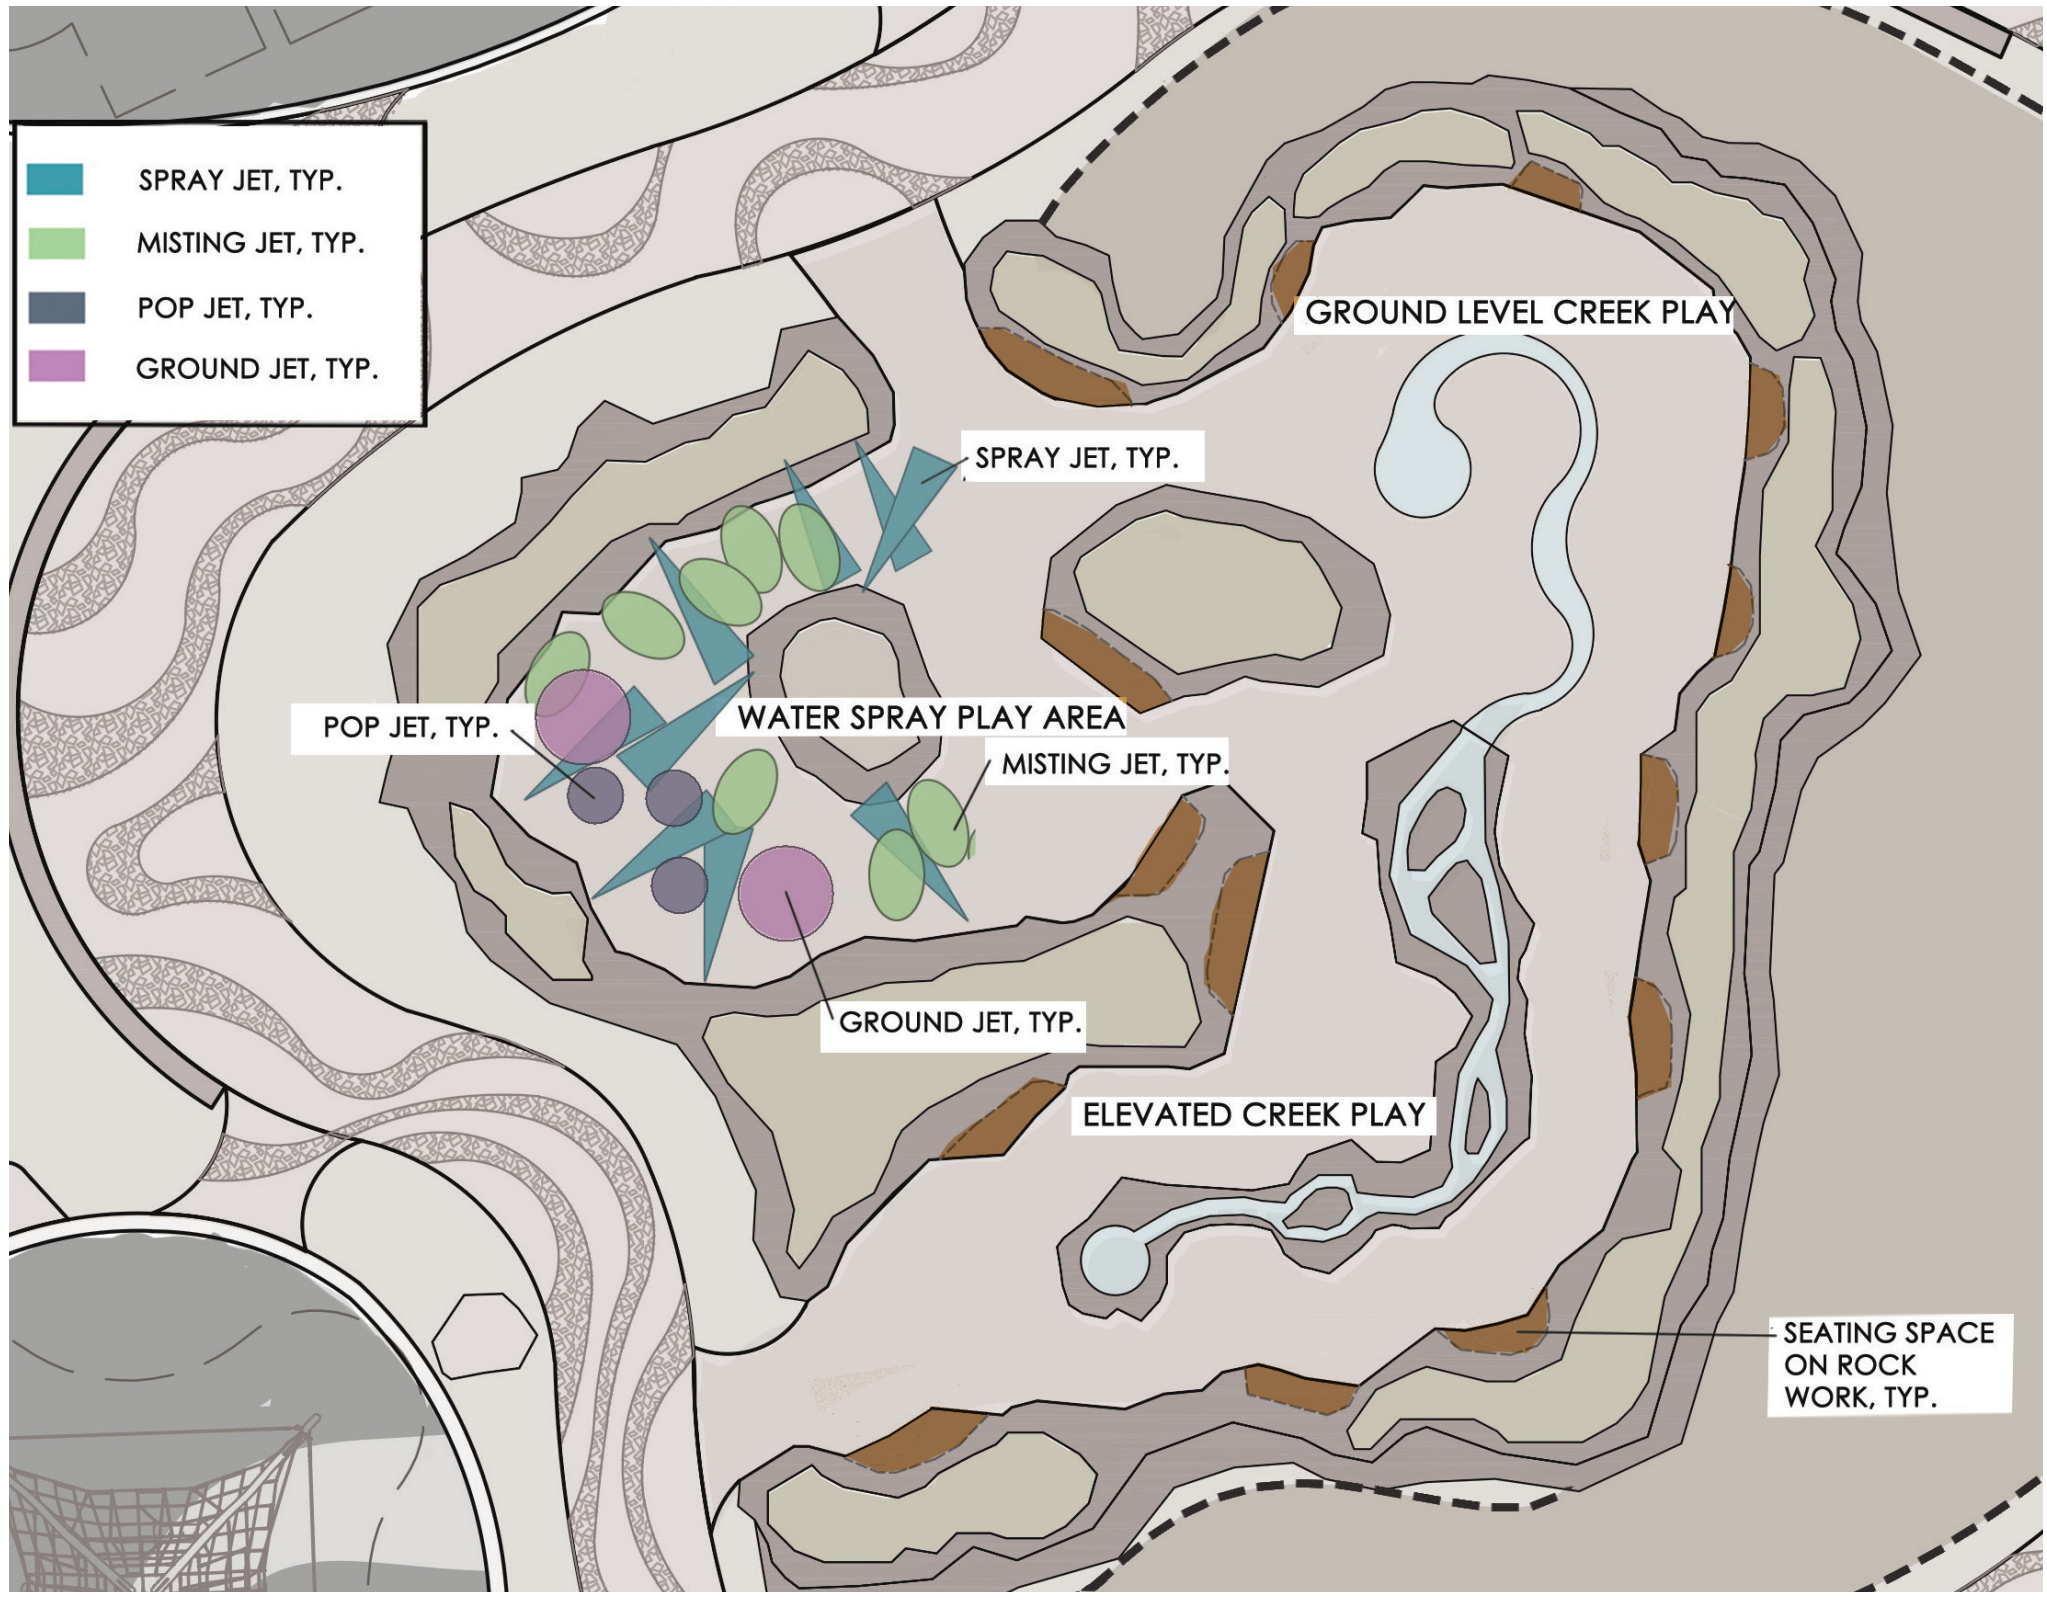 SPRAY JET, TYP.
MISTING JET, TYP.
POP JET, TYP.
GROUND JET, TYP.
GROUND LEVEL CREEK PLAY
SPRAY JET, TYP.
POP JET, TYP.
WATER SPRAY PLAY AREA
MISTING JET, TYP.
GROUND JET, TYP.
ELEVATED CREEK PLAY
SEATING SPACE
ON ROCK
WORK, TYP.